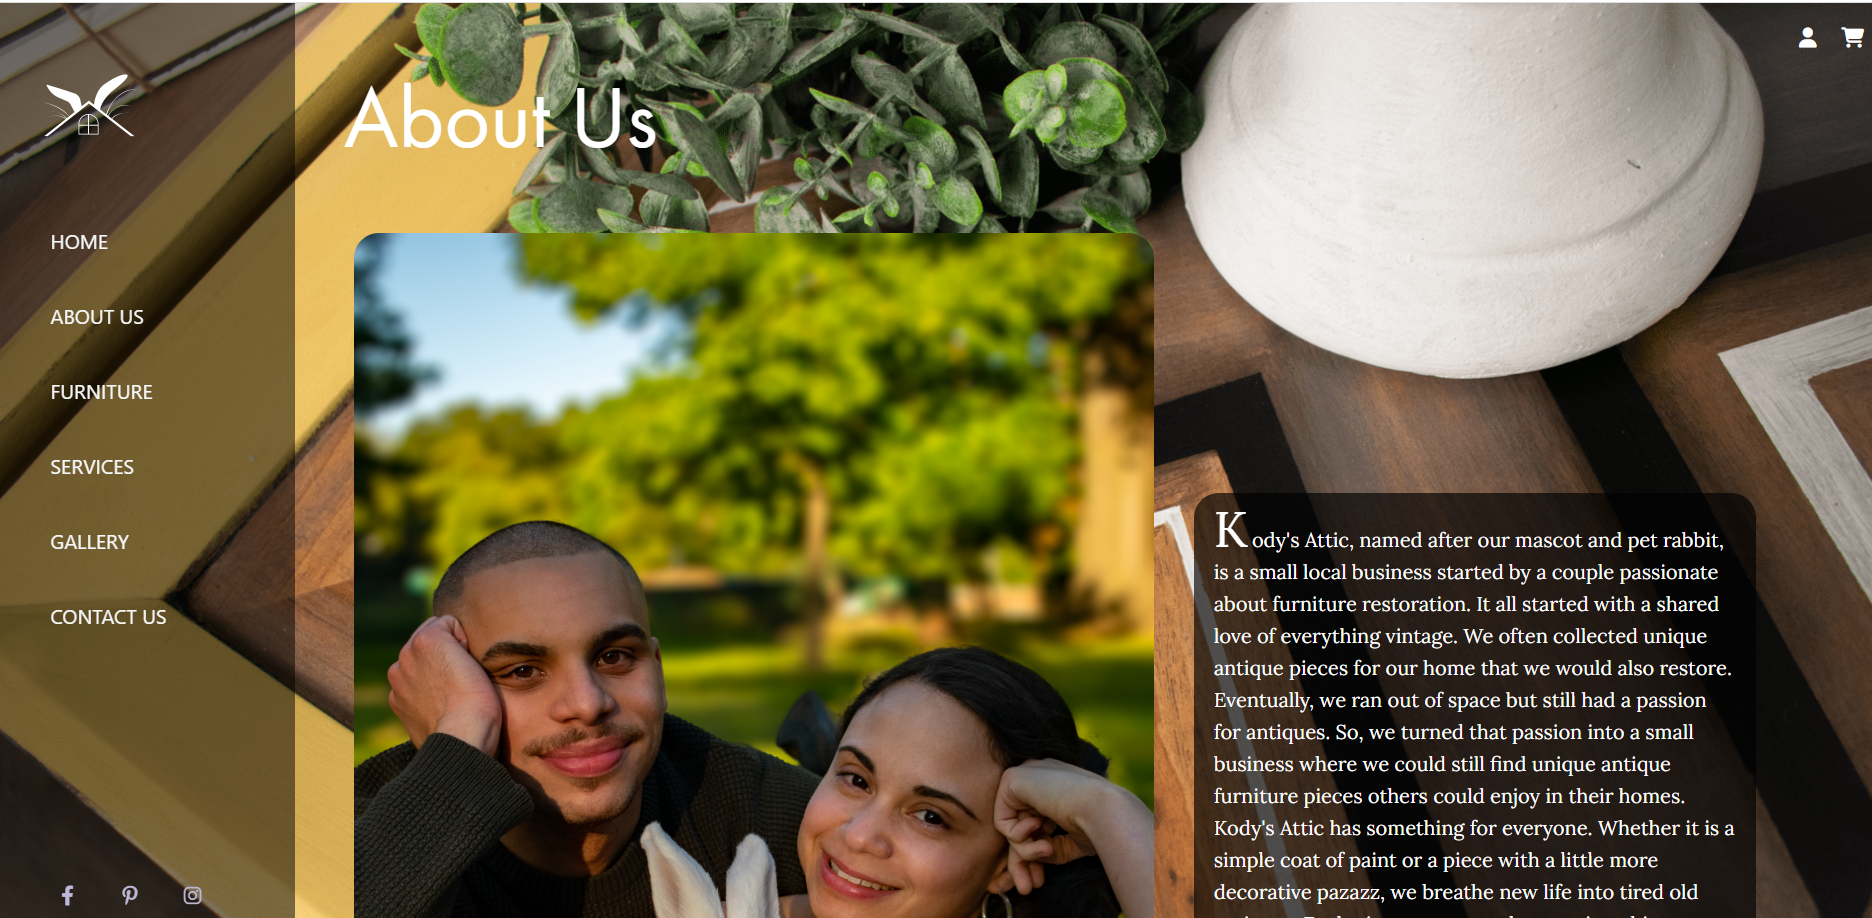 About Us
HOME
ABOUT US
FURNITURE
SERVICES
GALLERY
CONTACT US
Kody's Attic, named after our mascot and pet rabbit,
is a small local business started by a couple passionate
about furniture restoration. It all started with a shared
love of everything vintage. We often collected unique
antique pieces for our home that we would also restore.
Eventually, we ran out of space but still had a passion
for antiques. So, we turned that passion into a small
business where we could still find unique antique
furniture pieces others could enjoy in their homes.
Kody's Attic has something for everyone. Whether it is a
simple coat of paint or a piece with a little more
decorative pazazz, we breathe new life into tired old